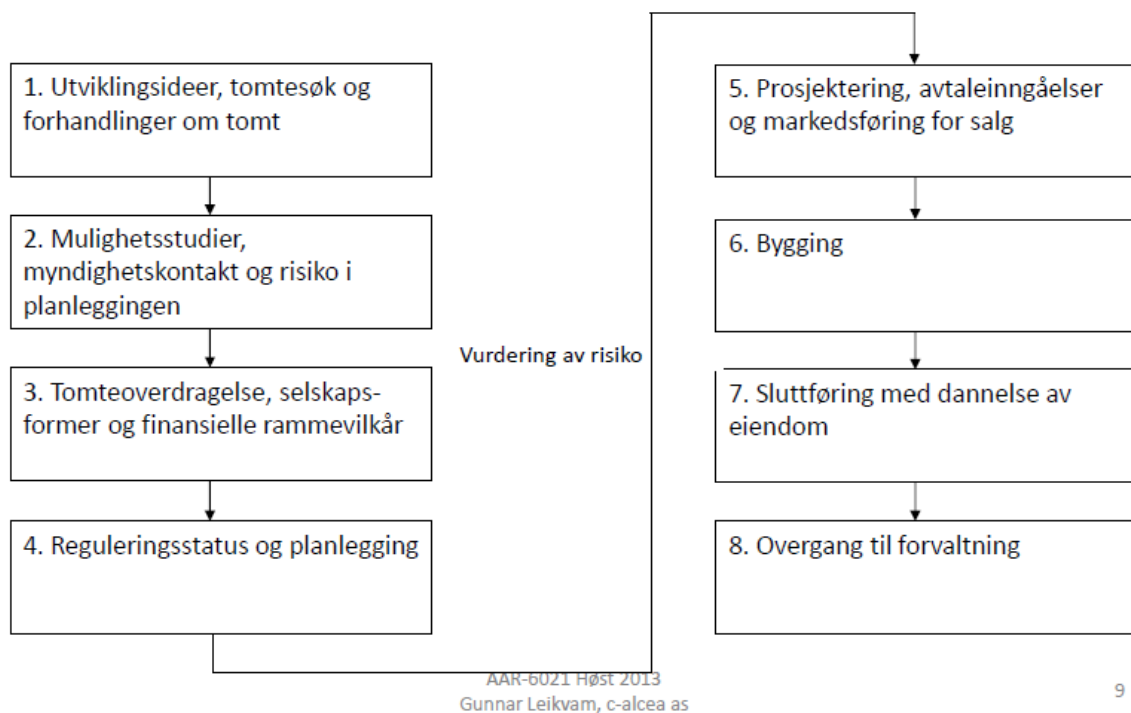 1. Utviklingsideer, tomtesøk og
forhandlinger om tomt
2. Mulighetsstudier,
myndighetskontakt og risiko i
planleggingen
3. Tomteoverdragelse, selskaps-
former og finansielle rammevilkår
4. Reguleringsstatus og planlegging
Vurdering av risiko
5. Prosjektering, avtaleinngåelser
og markedsføring for salg
6. Bygging
7. Sluttføring med dannelse av
eiendom
8. Overgang til forvaltning
AAR-6021 Høst 2013
Gunnar Leikvam, c-alcea as
9